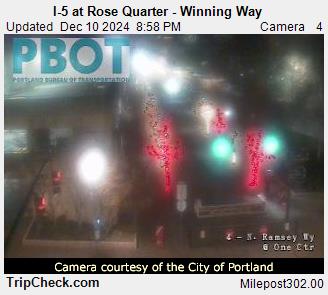 I-5 at Rose Quarter - Winning Way
Updated Dec 10 2024 8:58 PM Camera 4
PBOT
PORTLAND BUREAU OF TRANSPORTATION
4 - N. Ramsey Wy
@ One Ctr
Camera courtesy of the City of Portland
TripCheck.com Milepost302.00